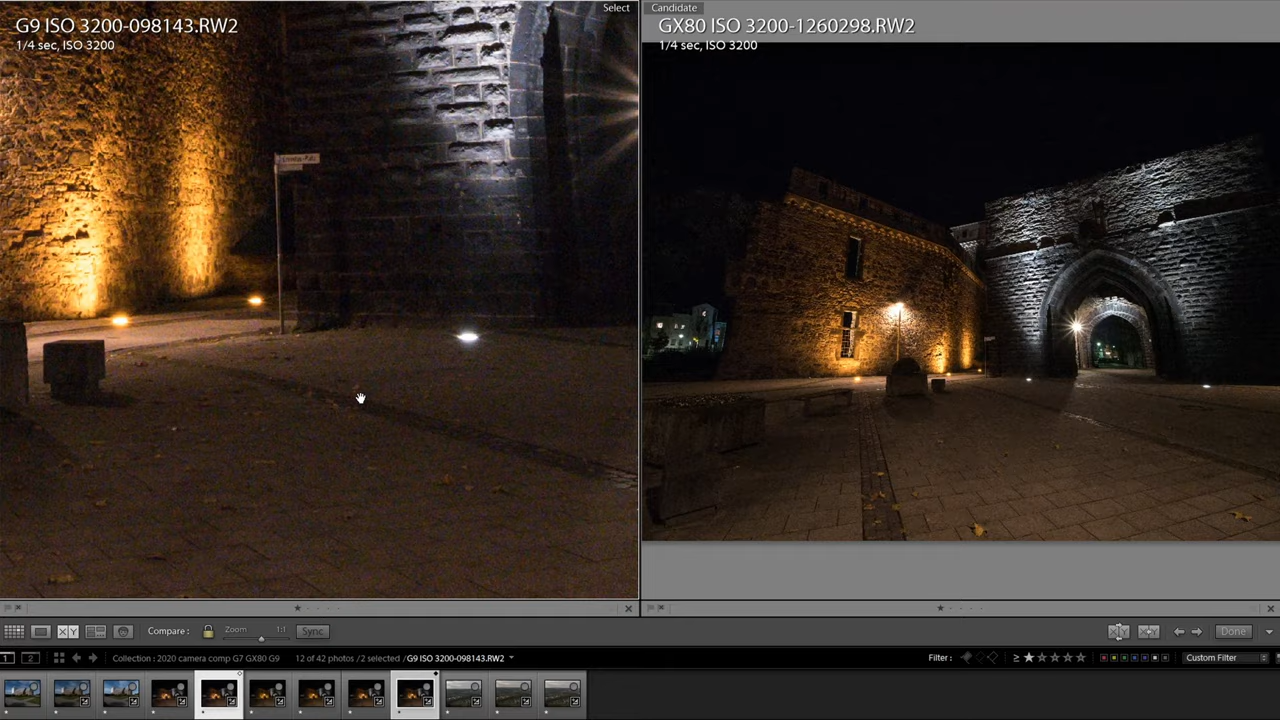 Select
Candidate
G9 ISO 3200-098143.RW2
1/4 sec, ISO 3200
GX80 ISO 3200-1260298.RW2
1/4 sec, ISO 3200
Compare :
Zoom
1:1
Sync
Done
1 2
Collection : 2020 camera comp G7 GX80 G9
12 of 42 photos /2 selected /G9 ISO 3200-098143.RW2
Filter :
Custom Filter